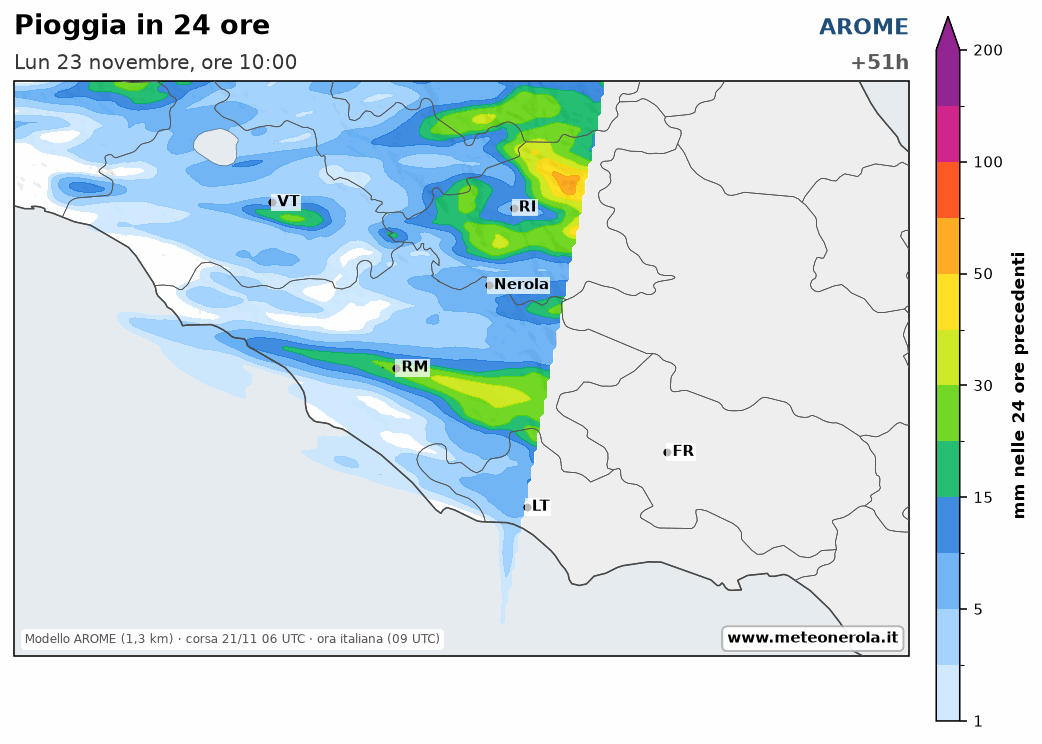 Pioggia in 24 ore
AROME
Lun 23 novembre, ore 10:00
+51h
VT
RI
Nerola
RM
FR
LT
Modello AROME (1,3 km) · corsa 21/11 06 UTC · ora italiana (09 UTC)
www.meteonerola.it
200
100
50
30
15
5
1
mm nelle 24 ore precedenti